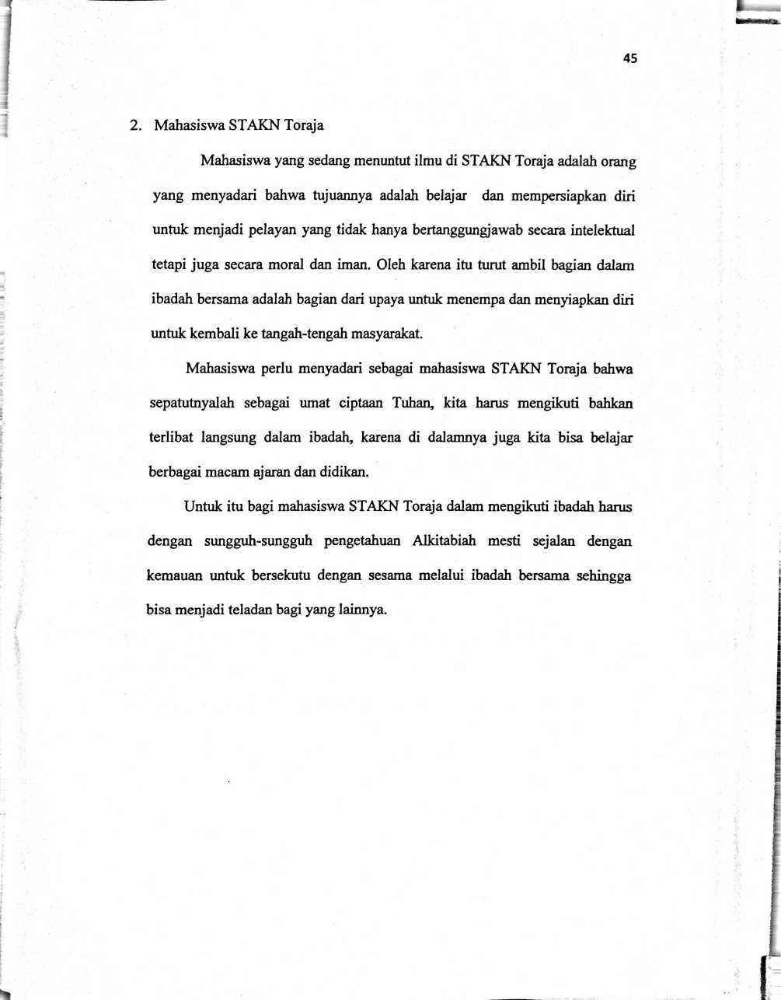 45
2. Mahasiswa STAKN Toraja
Mahasiswa yang sedang menuntut ilmu di STAKN Toraja adalah orang
yang menyadari bahwa tujuannya adalah belajar dan mempersiapkan diri
untuk menjadi pelayan yang tidak hanya bertanggungjawab secara intelektual
tetapi juga secara moral dan iman. Oleh karena itu turut ambil bagian dalam
ibadah bersama adalah bagian dari upaya untuk menempa dan menyiapkan diri
untuk kembali ke tangah-tengah masyarakat.
Mahasiswa perlu menyadari sebagai mahasiswa STAKN Toraja bahwa
sepatutnyalah sebagai umat ciptaan Tuhan, kita harus mengikuti bahkan
terlibat langsung dalam ibadah, karena di dalamnya juga kita bisa belajar
berbagai macam ajaran dan didikan.
Untuk itu bagi mahasiswa STAKN Toraja dalam mengikuti ibadah harus
dengan sungguh-sungguh pengetahuan Alkitabiah mesti sejalan dengan
kemauan untuk bersekutu dengan sesama melalui ibadah bersama sehingga
bisa menjadi teladan bagi yang lainnya.